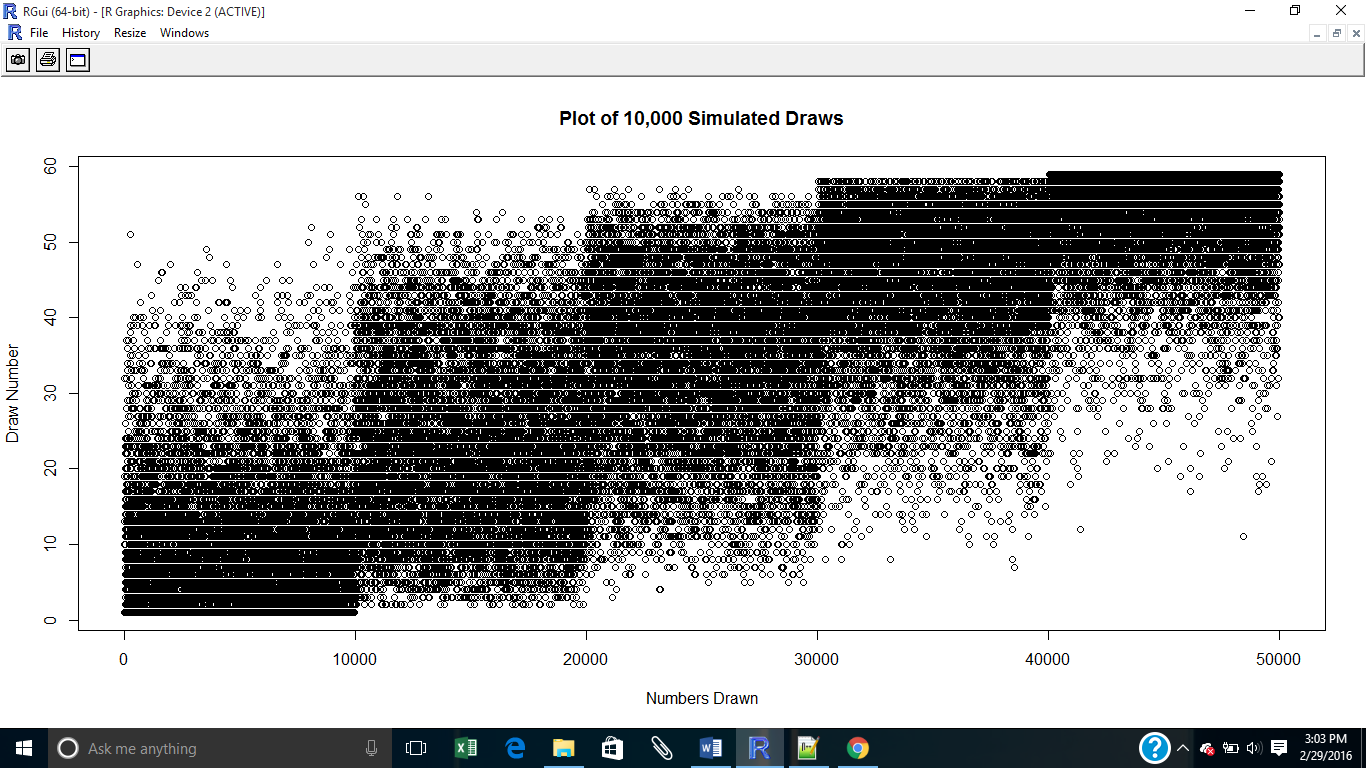 RGui (64-bit) - [R Graphics: Device 2 (ACTIVE)]
File History Resize Windows
Plot of 10,000 Simulated Draws
60
50
40
30
20
10
0
Draw Number
0 10000 20000 30000 40000 50000
Numbers Drawn
Ask me anything
3:03 PM
2/29/2016